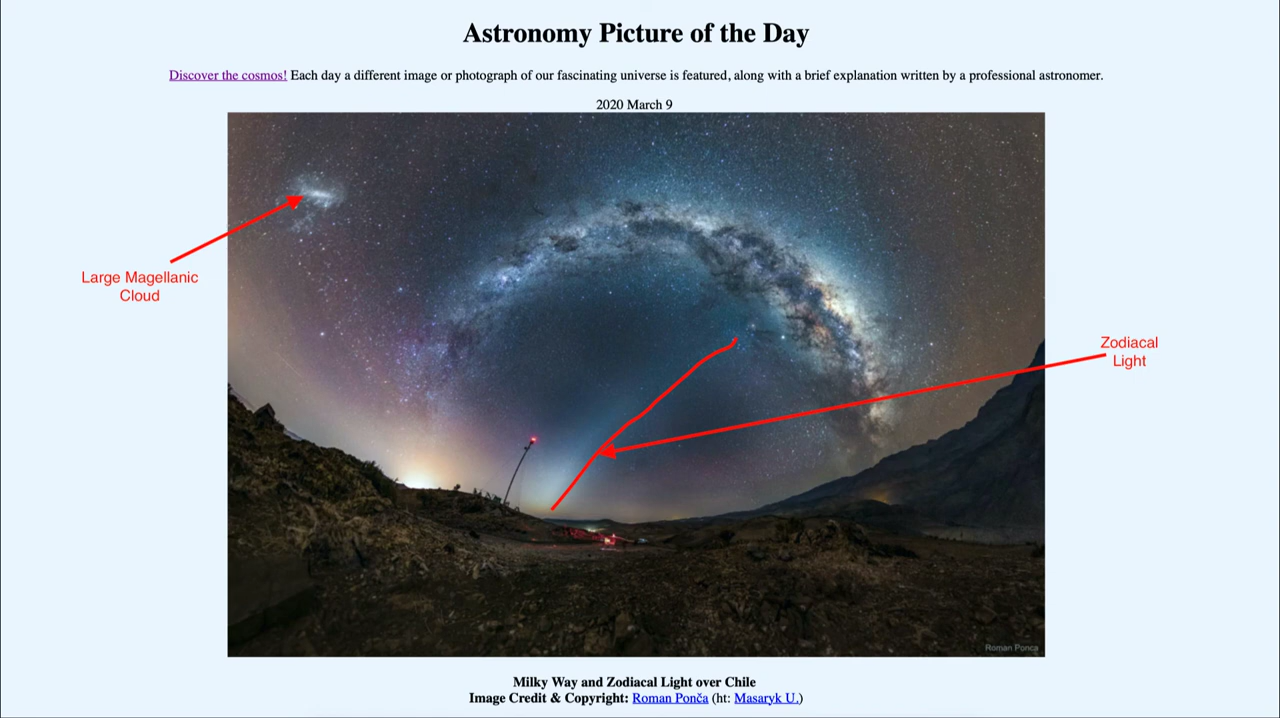 Astronomy Picture of the Day
Discover the cosmos! Each day a different image or photograph of our fascinating universe is featured, along with a brief explanation written by a professional astronomer.
2020 March 9
Large Magellanic
Cloud
Zodiacal
Light
Roman Ponca
Milky Way and Zodiacal Light over Chile
Image Credit & Copyright: Roman Ponča (ht: Masaryk U.)